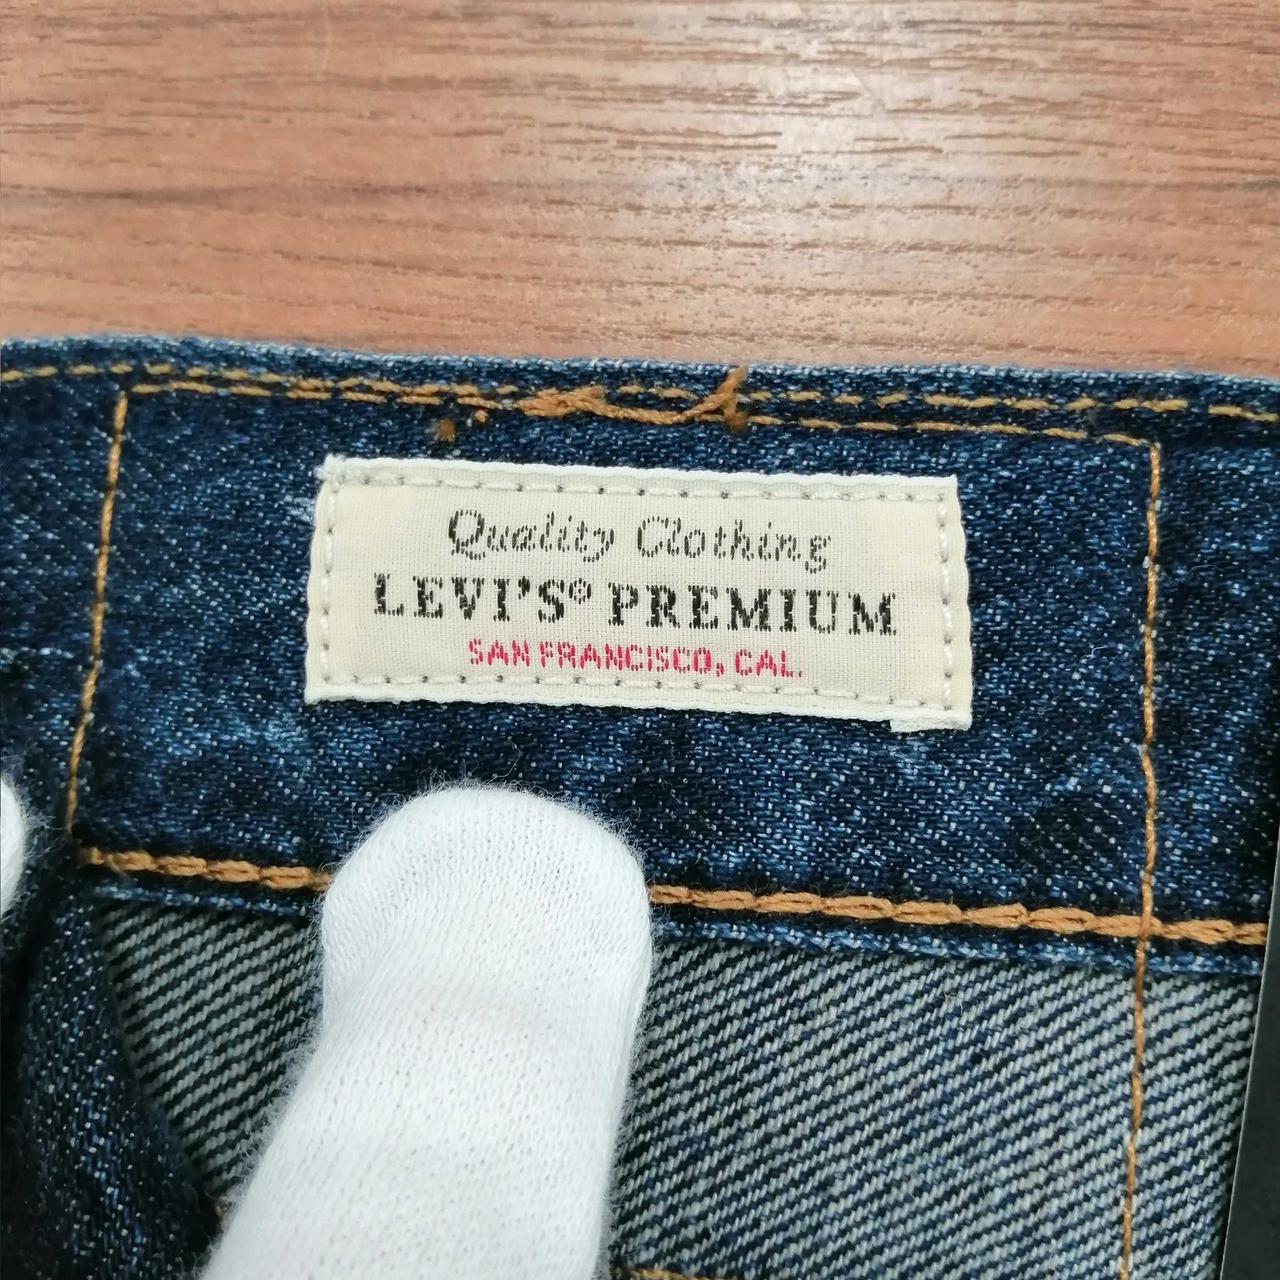 Quality Clothing
LEVI'S® PREMIUM
SAN FRANCISCO, CAL.